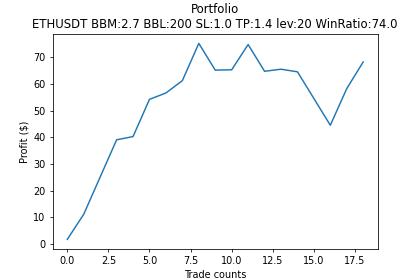 Portfolio
ETHUSDT BBM:2.7 BBL:200 SL:1.0 TP:1.4 lev:20 WinRatio:74.0
70
60
50
40
30
20
10
0
Profit ($)
0.0 2.5 5.0 7.5 10.0 12.5 15.0 17.5
Trade counts